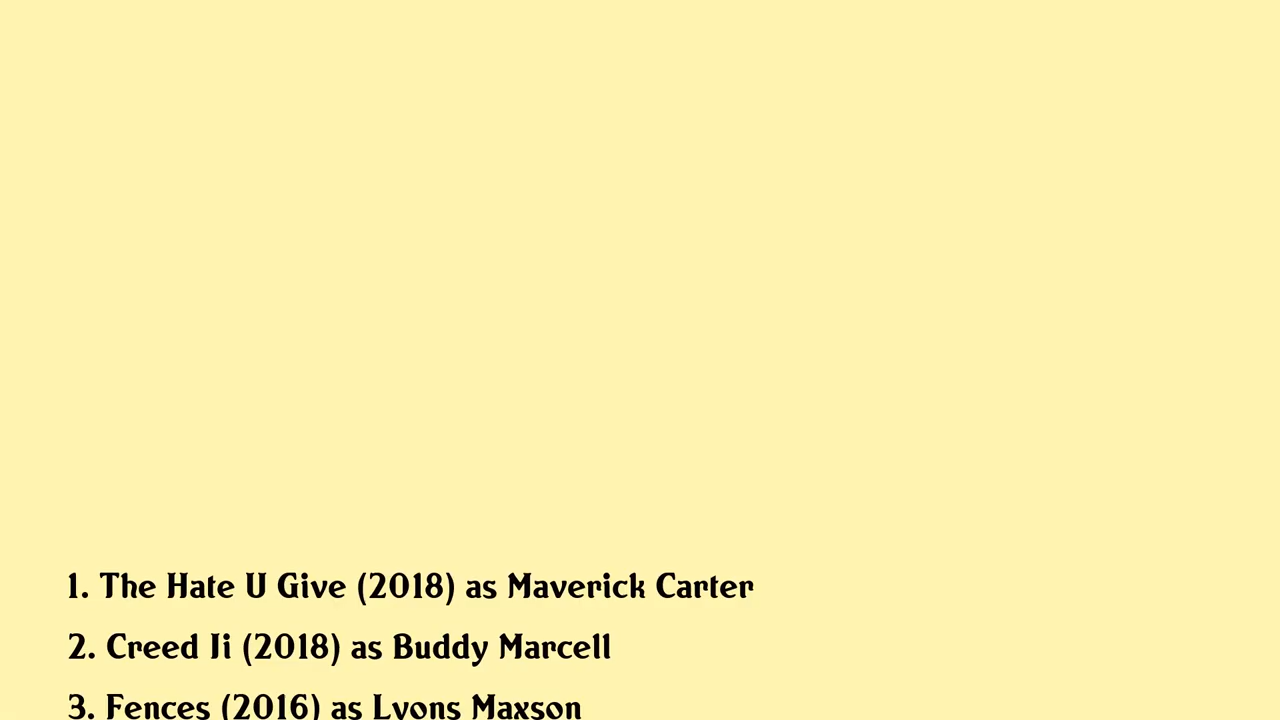 1. The Hate U Give (2018) as Maverick Carter
2. Creed Ii (2018) as Buddy Marcell
3. Fences (2016) as Lyons Maxson